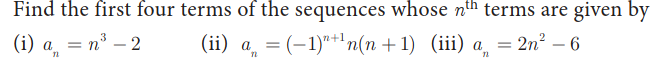 Find the first four terms of the sequences whose nᵗʰ terms are given by
(i) aₙ = n³ – 2 (ii) aₙ = (–1)ⁿ⁺¹n(n + 1) (iii) aₙ = 2n² – 6